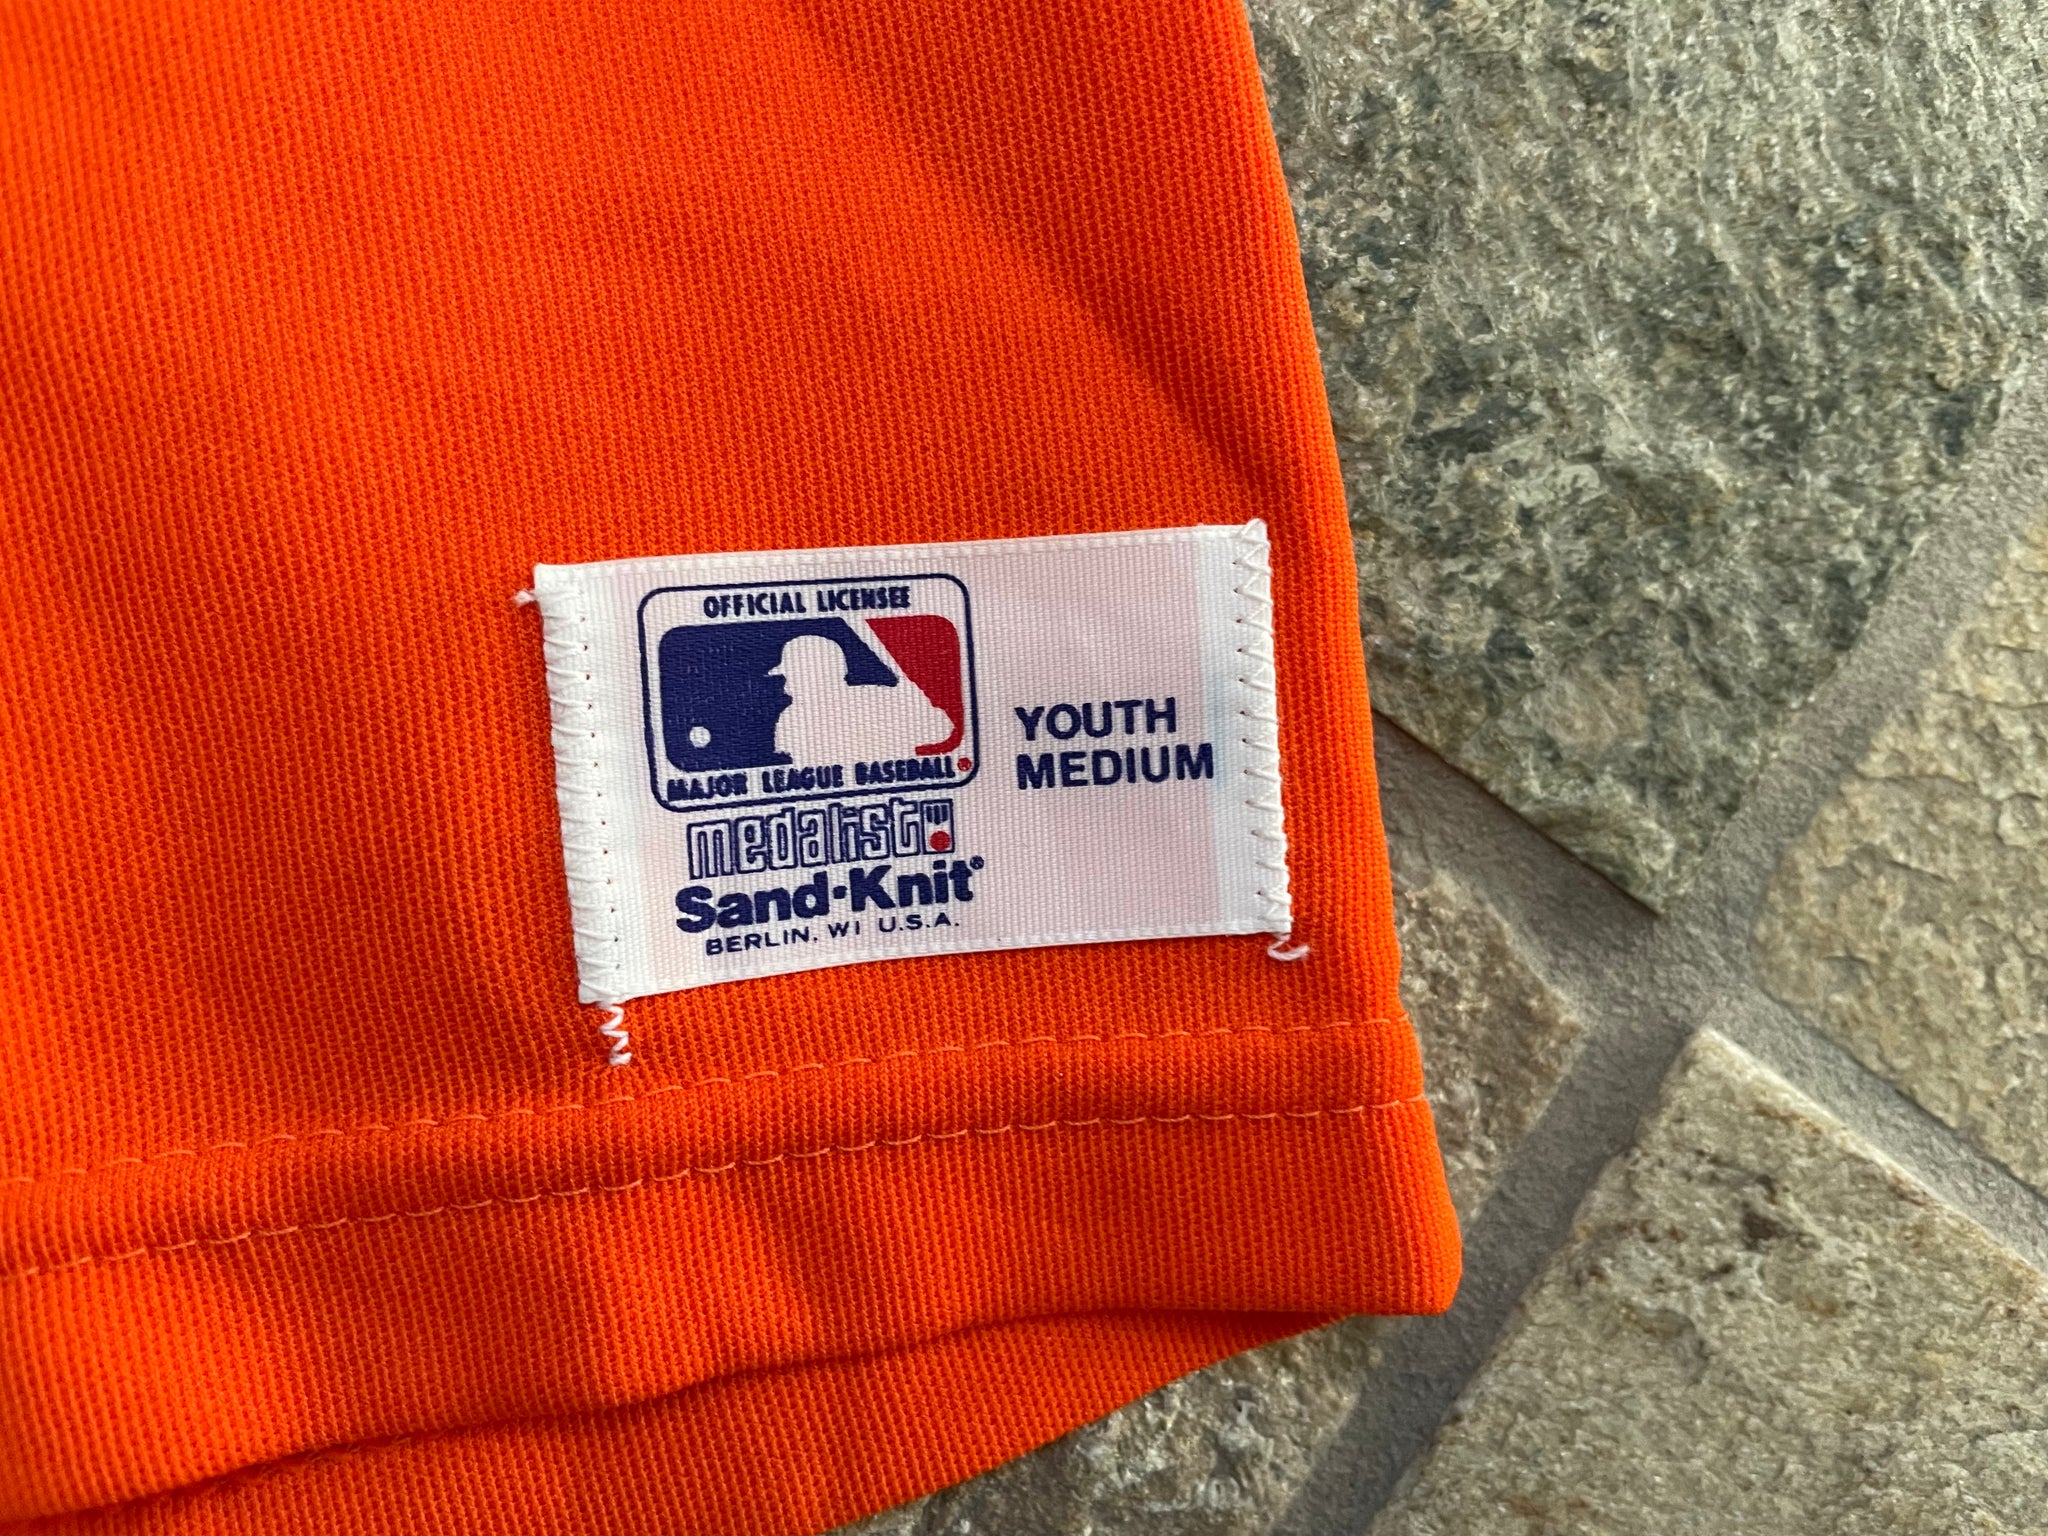 OFFICIAL LICENSEE
MAJOR LEAGUE BASEBALL®
medalist
Sand-Knit®
BERLIN, WI U.S.A.
YOUTH
MEDIUM